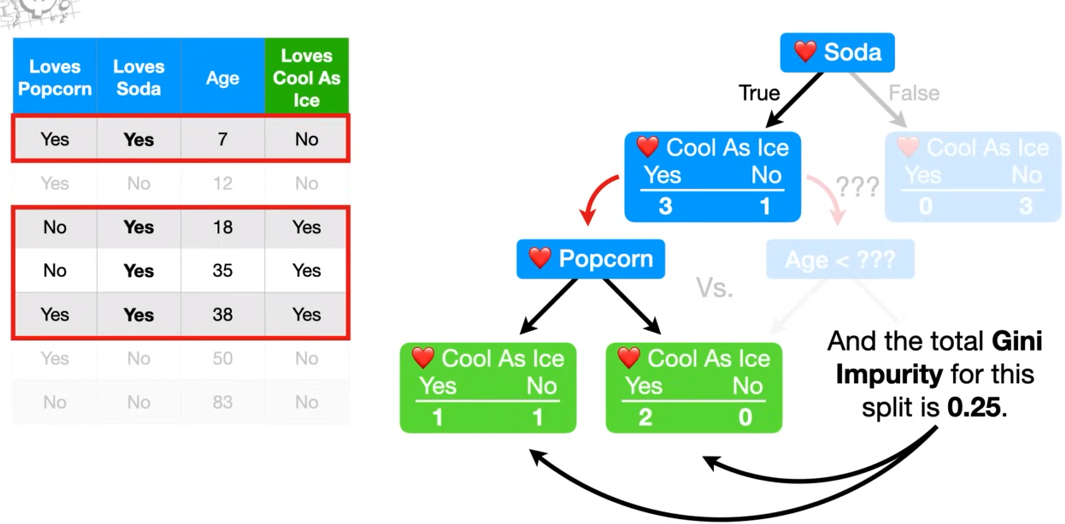 Loves Popcorn Loves Soda Age Loves Cool As Ice
Yes Yes 7 No
Yes No 12 No
No Yes 18 Yes
No Yes 35 Yes
Yes Yes 38 Yes
Yes No 50 No
No No 83 No
❤️ Soda
True False
❤️ Cool As Ice
Yes No
3 1
???
❤️ Cool As Ice
Yes No
0 3
❤️ Popcorn
Vs.
Age < ???
❤️ Cool As Ice
Yes No
1 1
❤️ Cool As Ice
Yes No
2 0
And the total Gini
Impurity for this
split is 0.25.